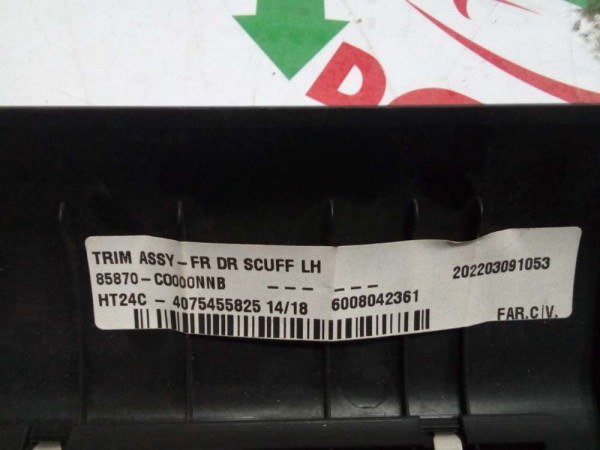 TRIM ASSY-FR DR SCUFF LH
85870-C0000NNB - - - - - - 202203091053
HT24C - 4075455825 14/18 6008042361
FAR.C|V.